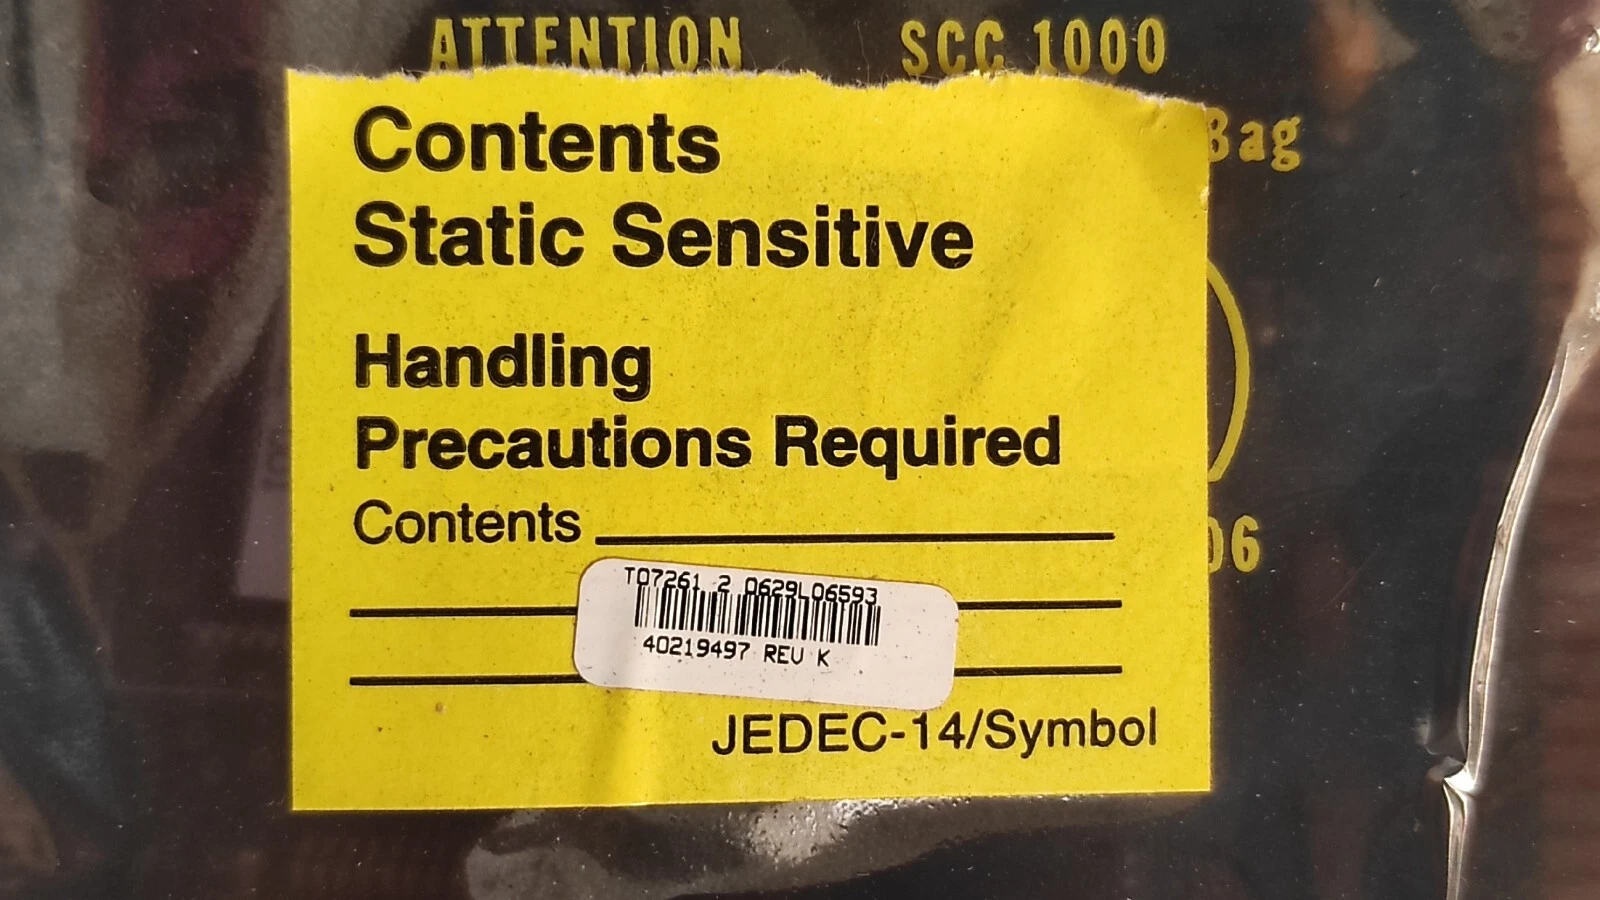 ATTENTION SCC 1000
Bag
Contents
Static Sensitive
Handling
Precautions Required
Contents
06
T07261 2 0629L06593
40219497 REV K
JEDEC-14/Symbol